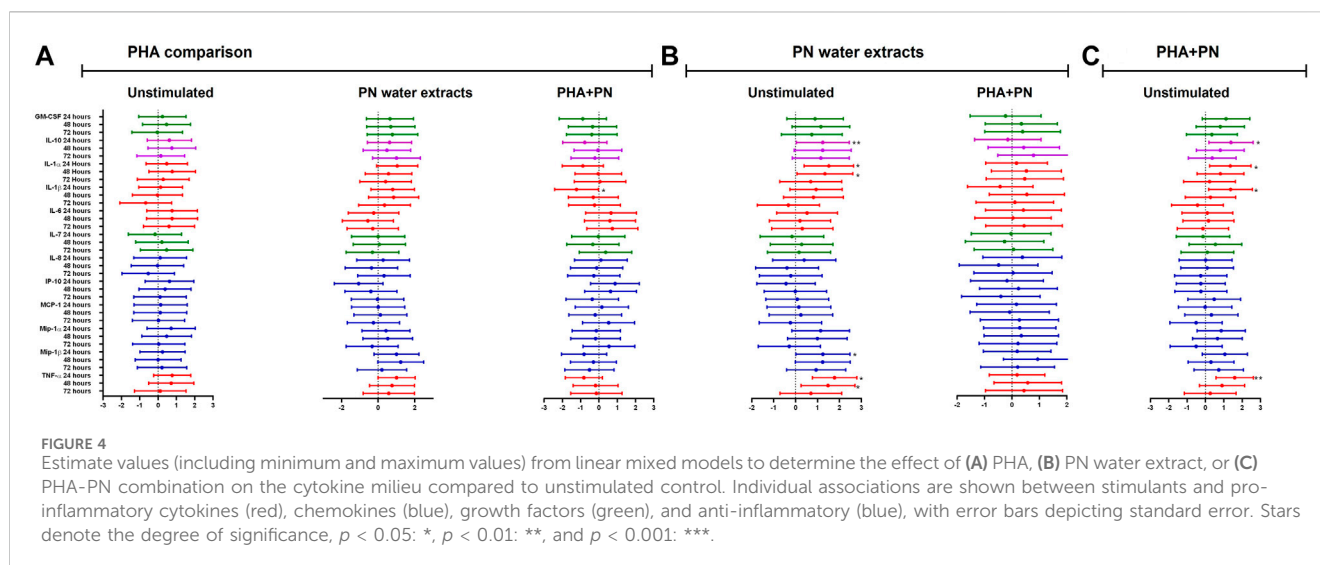 A
PHA comparison
B
PN water extracts
C
PHA+PN
Unstimulated
PN water extracts
PHA+PN
Unstimulated
PHA+PN
Unstimulated
GM-CSF 24 hours
48 hours
72 hours
IL-10 24 hours
48 hours
72 hours
IL-1α 24 Hours
48 Hours
72 Hours
IL-1β 24 hours
48 hours
72 hours
IL-6 24 hours
48 hours
72 hours
IL-7 24 hours
48 hours
72 hours
IL-8 24 hours
48 hours
72 hours
IP-10 24 hours
48 hours
72 hours
MCP-1 24 hours
48 hours
72 hours
Mip-1α 24 hours
48 hours
72 hours
Mip-1β 24 hours
48 hours
72 hours
TNF-α 24 hours
48 hours
72 hours
* * * * * * * * * * * * * *
-2 -1 0 1 2 3
-2 0 2
-3 -2 -1 0 1 2 3
-2 -1 0 1 2 3
-2 -1 0 1 2
-3 -2 -1 0 1 2 3
FIGURE 4
Estimate values (including minimum and maximum values) from linear mixed models to determine the effect of (A) PHA, (B) PN water extract, or (C)
PHA-PN combination on the cytokine milieu compared to unstimulated control. Individual associations are shown between stimulants and pro-
inflammatory cytokines (red), chemokines (blue), growth factors (green), and anti-inflammatory (blue), with error bars depicting standard error. Stars
denote the degree of significance, p < 0.05: *, p < 0.01: **, and p < 0.001: ***.